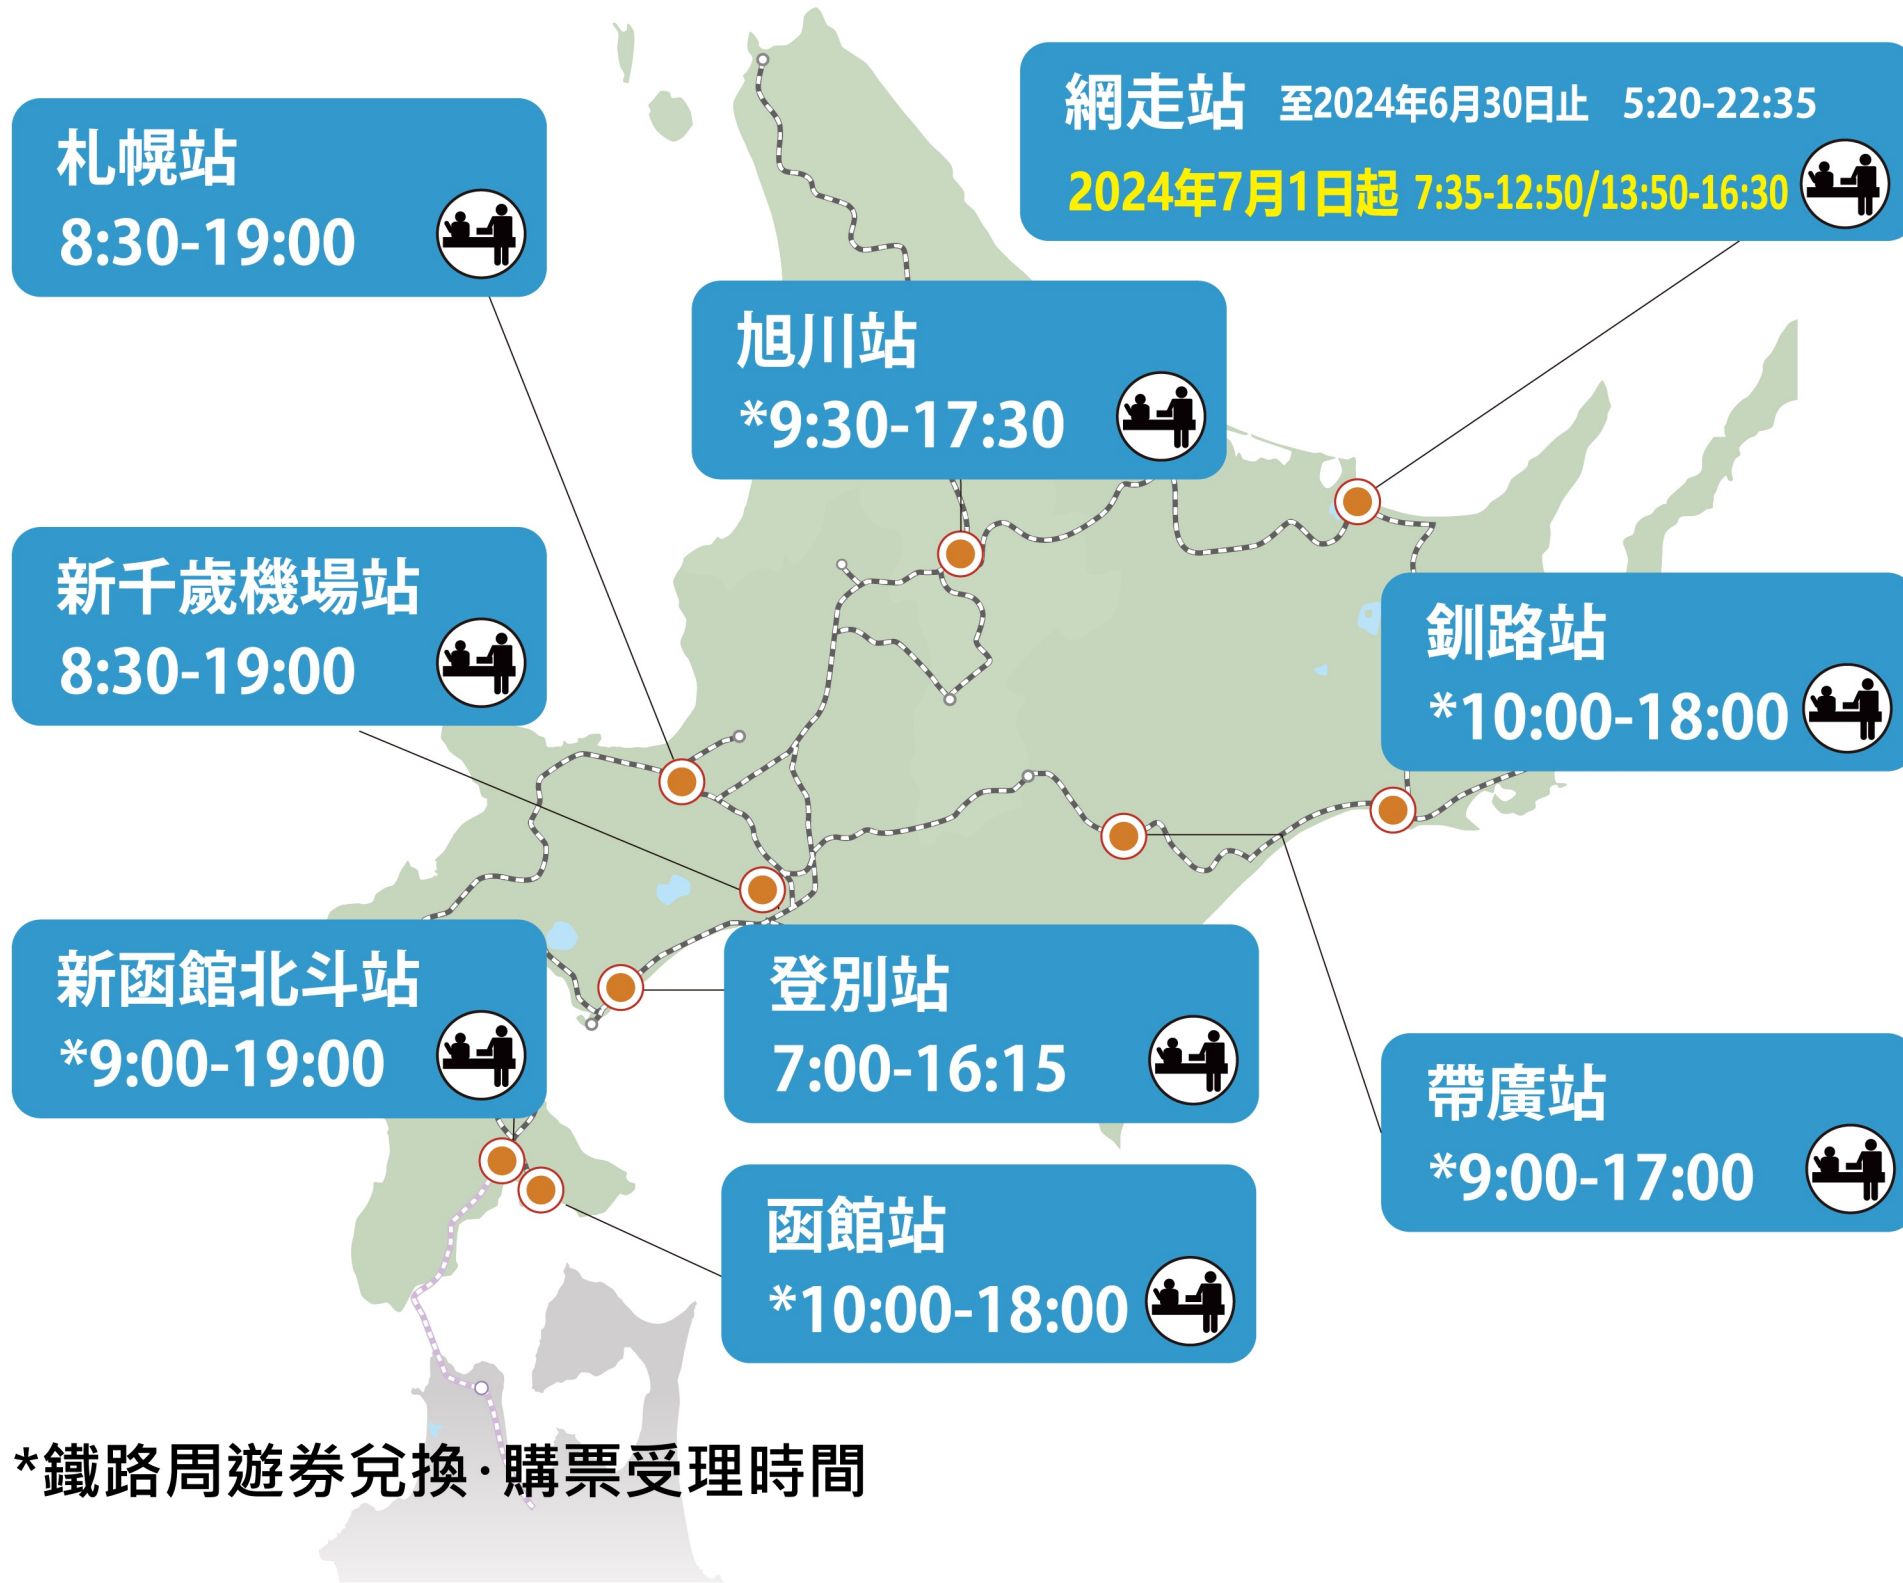 札幌站
8:30-19:00
網走站 至2024年6月30日止 5:20-22:35
2024年7月1日起 7:35-12:50/13:50-16:30
旭川站
*9:30-17:30
新千歲機場站
8:30-19:00
釧路站
*10:00-18:00
新函館北斗站
*9:00-19:00
登別站
7:00-16:15
帶廣站
*9:00-17:00
函館站
*10:00-18:00
*鐵路周遊券兌換·購票受理時間